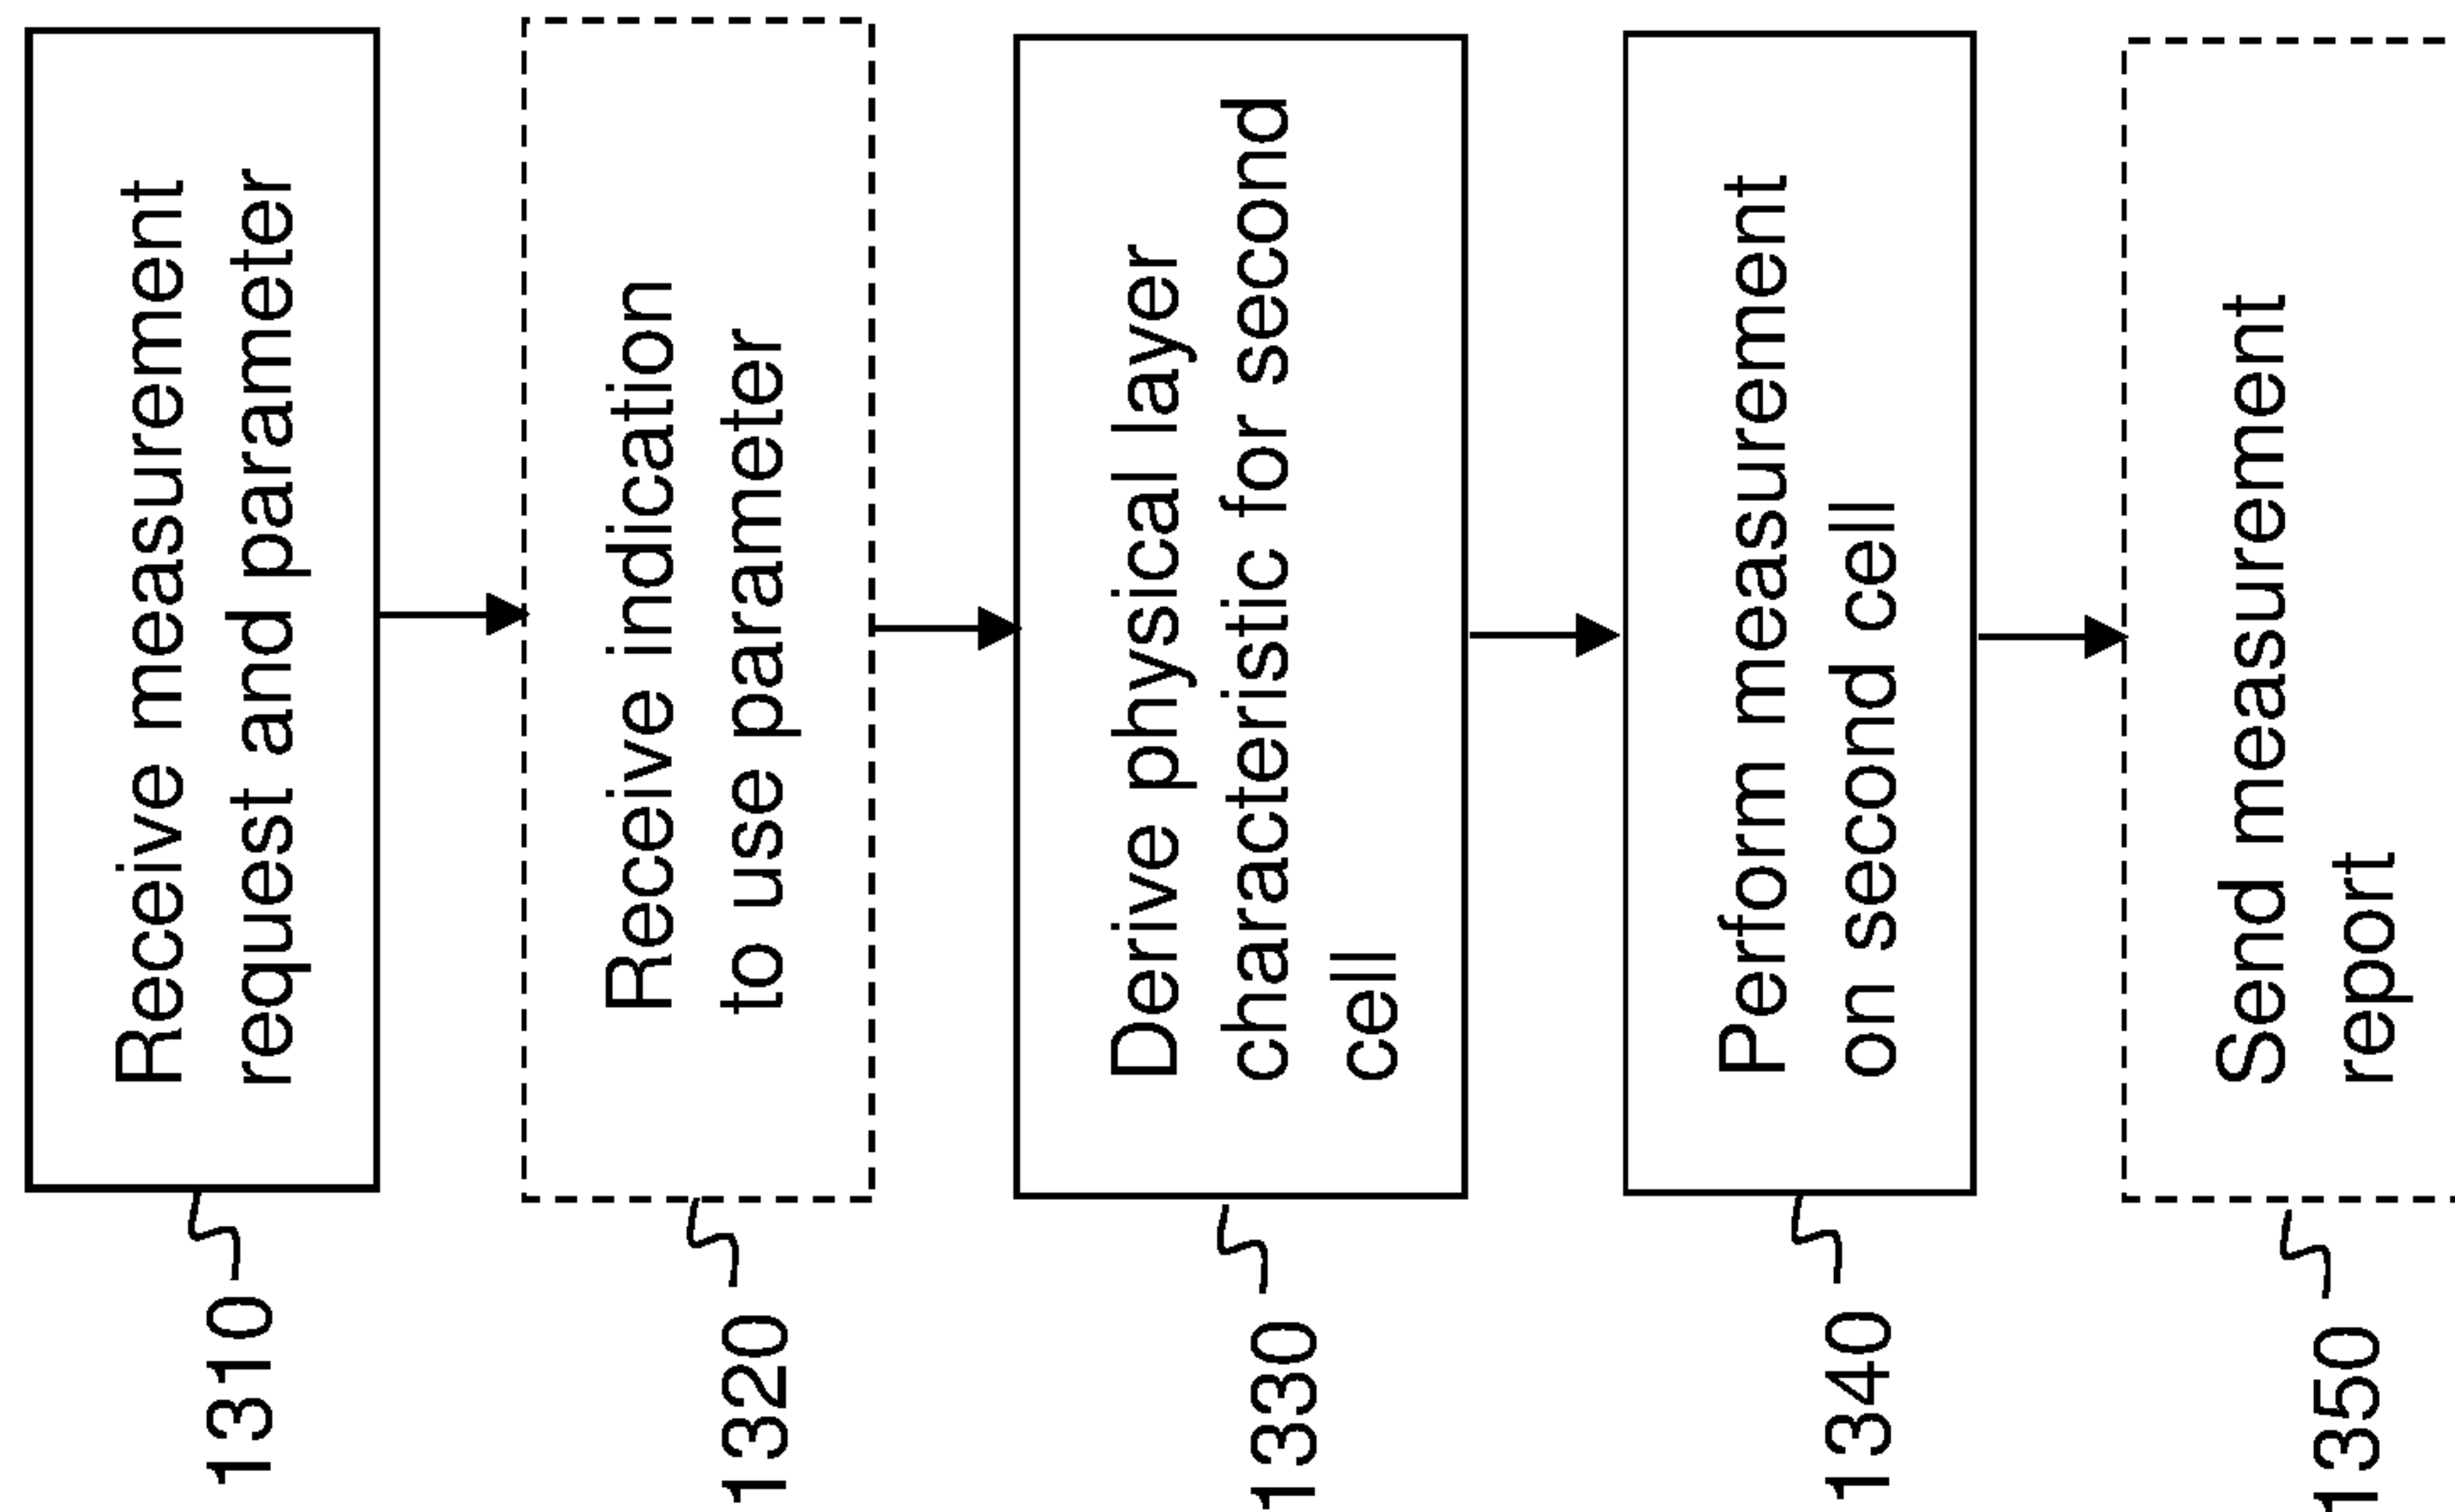 1310
Receive measurement
request and parameter
1320
Receive indication
to use parameter
1330
Derive physical layer
characteristic for second
cell
1340
Perform measurement
on second cell
1350
Send measurement
report